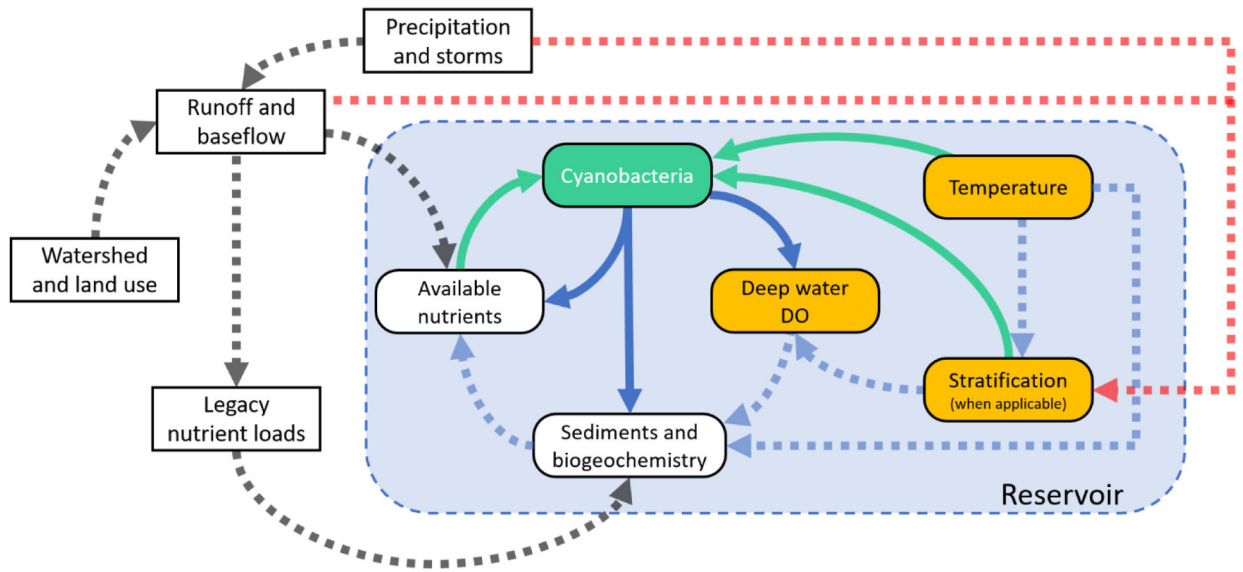 Precipitation
and storms
Runoff and
baseflow
Cyanobacteria
Temperature
Watershed
and land use
Available
nutrients
Deep water
DO
Stratification
(when applicable)
Legacy
nutrient loads
Sediments and
biogeochemistry
Reservoir